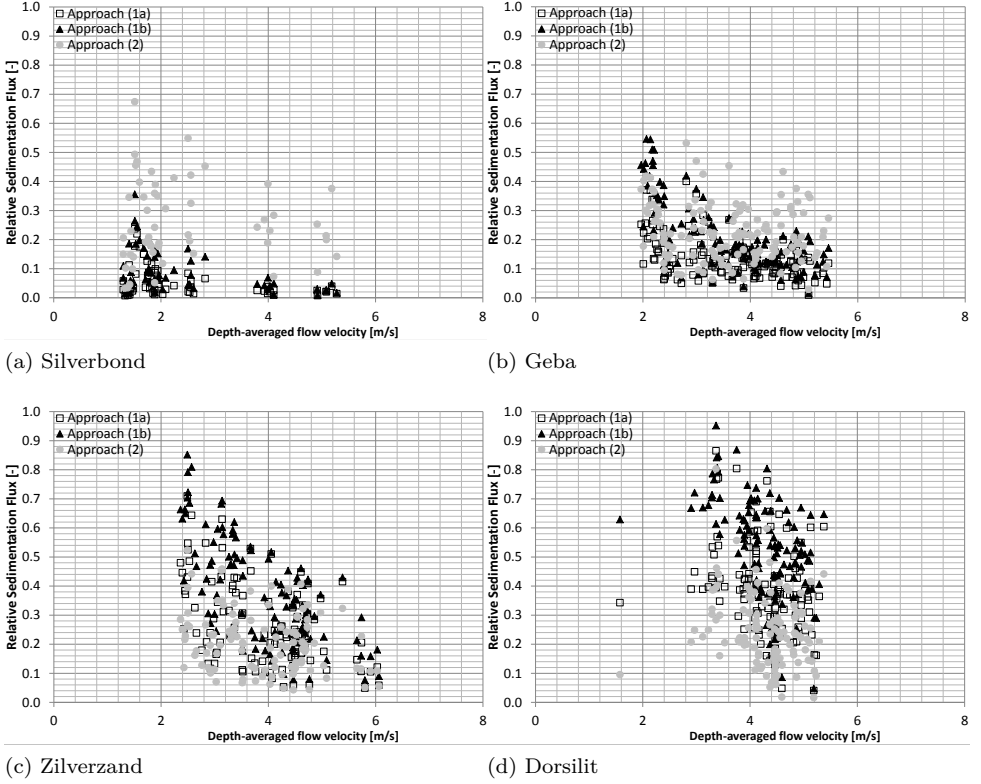 1.0
0.9
0.8
0.7
0.6
0.5
0.4
0.3
0.2
0.1
0.0
Relative Sedimentation Flux [-]
Approach (1a)
Approach (1b)
Approach (2)
0 2 4 6 8
Depth-averaged flow velocity [m/s]
(a) Silverbond
1.0
0.9
0.8
0.7
0.6
0.5
0.4
0.3
0.2
0.1
0.0
Relative Sedimentation Flux [-]
Approach (1a)
Approach (1b)
Approach (2)
0 2 4 6 8
Depth-averaged flow velocity [m/s]
(b) Geba
1.0
0.9
0.8
0.7
0.6
0.5
0.4
0.3
0.2
0.1
0.0
Relative Sedimentation Flux [-]
Approach (1a)
Approach (1b)
Approach (2)
0 2 4 6 8
Depth-averaged flow velocity [m/s]
(c) Zilverzand
1.0
0.9
0.8
0.7
0.6
0.5
0.4
0.3
0.2
0.1
0.0
Relative Sedimentation Flux [-]
Approach (1a)
Approach (1b)
Approach (2)
0 2 4 6 8
Depth-averaged flow velocity [m/s]
(d) Dorsilit